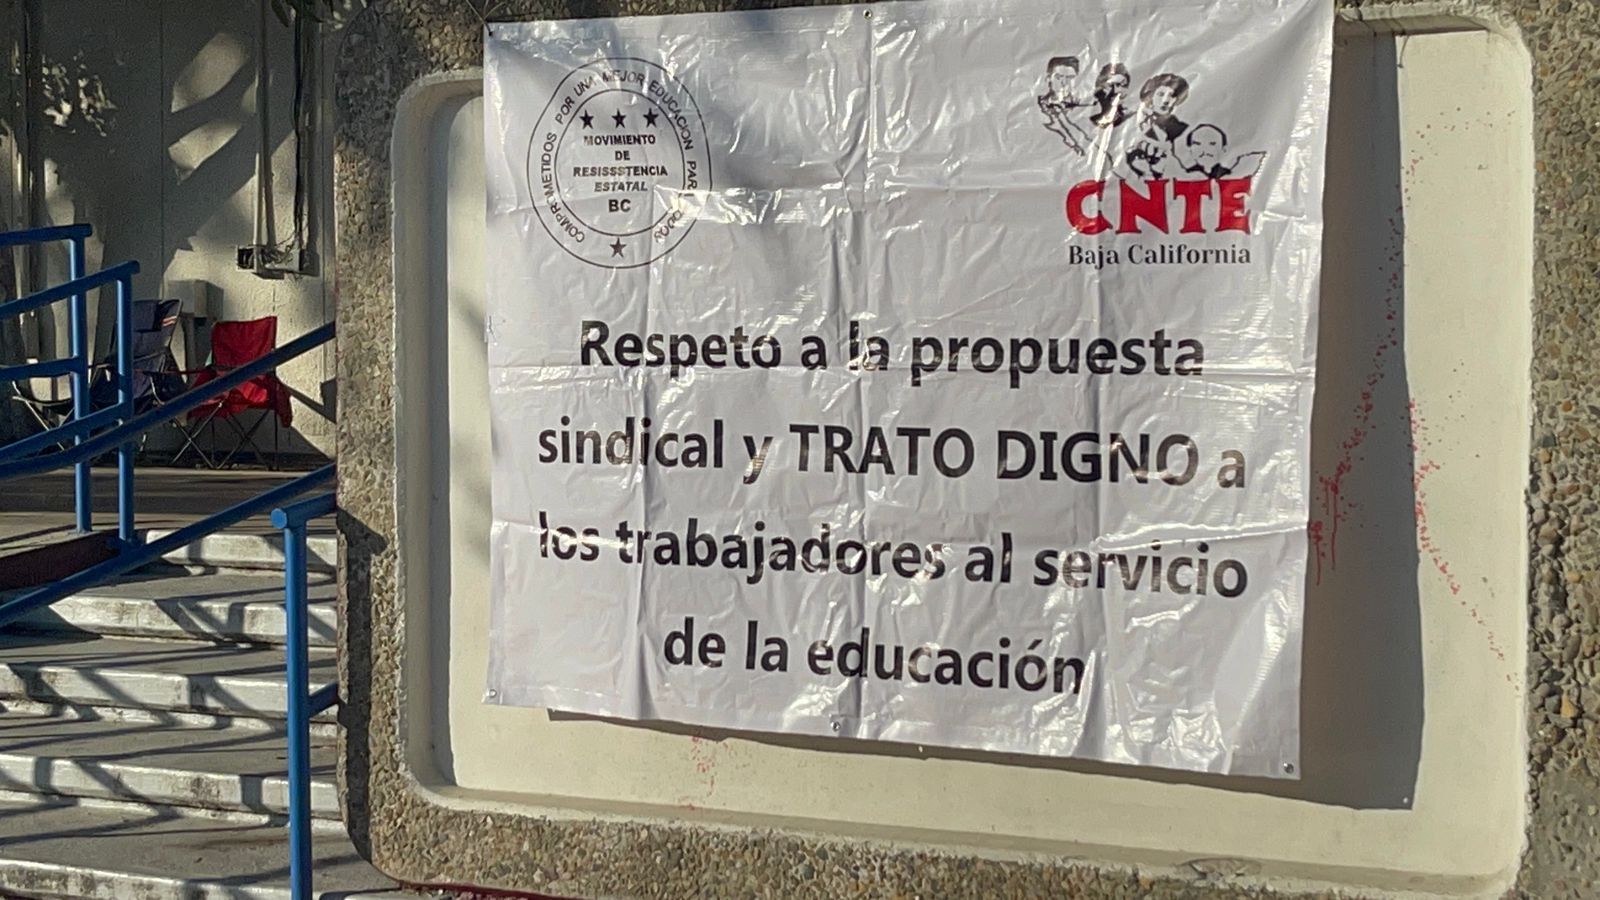 COMPROMETIDOS POR UNA MEJOR EDUCACION PARA TODOS
MOVIMIENTO
DE
RESISSSTENCIA
ESTATAL
BC
CNTE
Baja California
Respeto a la propuesta
sindical y TRATO DIGNO a
los trabajadores al servicio
de la educación